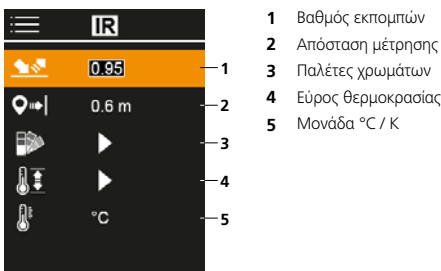 IR
0.95
0.6 m
°C
1
2
3
4
5
1 Βαθμός εκπομπών
2 Απόσταση μέτρησης
3 Παλέτες χρωμάτων
4 Εύρος θερμοκρασίας
5 Μονάδα °C / K